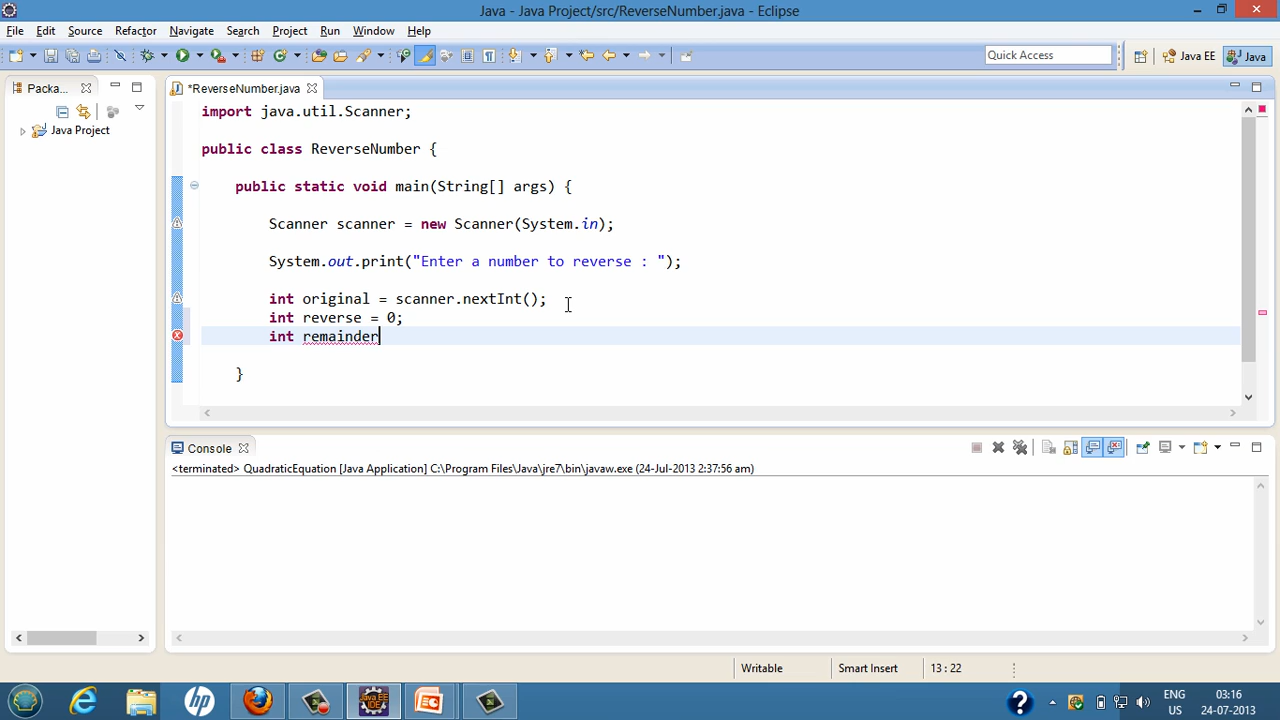 Java - Java Project/src/ReverseNumber.java - Eclipse
File Edit Source Refactor Navigate Search Project Run Window Help
Quick Access Java EE Java
Packa... *ReverseNumber.java
Java Project
import java.util.Scanner;
public class ReverseNumber {
public static void main(String[] args) {
Scanner scanner = new Scanner(System.in);
System.out.print("Enter a number to reverse : ");
int original = scanner.nextInt();
int reverse = 0;
int remainder
}
Console
<terminated> QuadraticEquation [Java Application] C:\Program Files\Java\jre7\bin\javaw.exe (24-Jul-2013 2:37:56 am)
Writable Smart Insert 13 : 22
ENG 03:16
US 24-07-2013